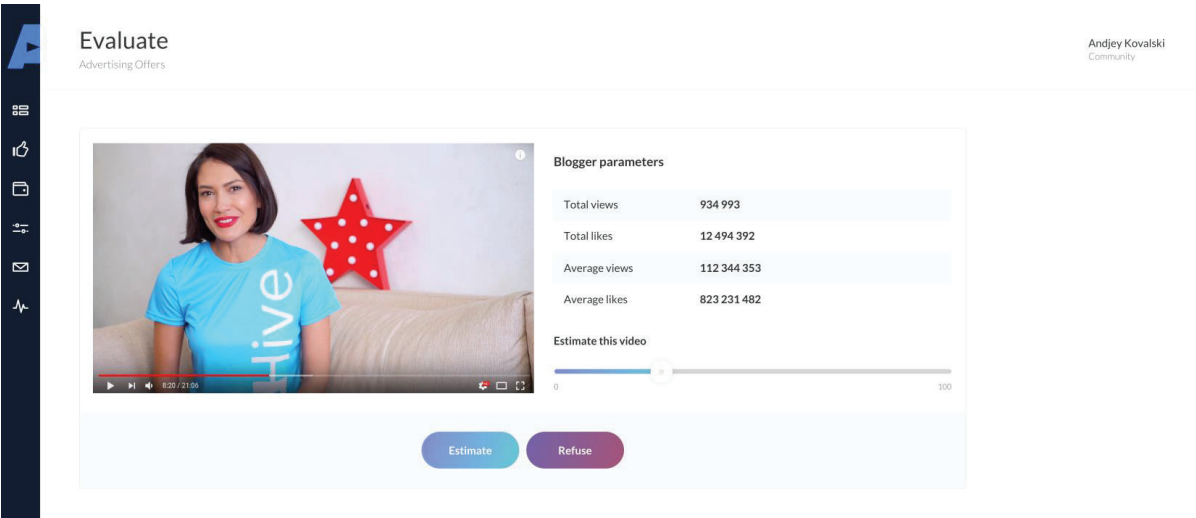 Evaluate
Advertising Offers
Andjey Kovalski
Community
Hive
8:20 / 21:06
Blogger parameters
Total views 934 993
Total likes 12 494 392
Average views 112 344 353
Average likes 823 231 482
Estimate this video
0 100
Estimate Refuse